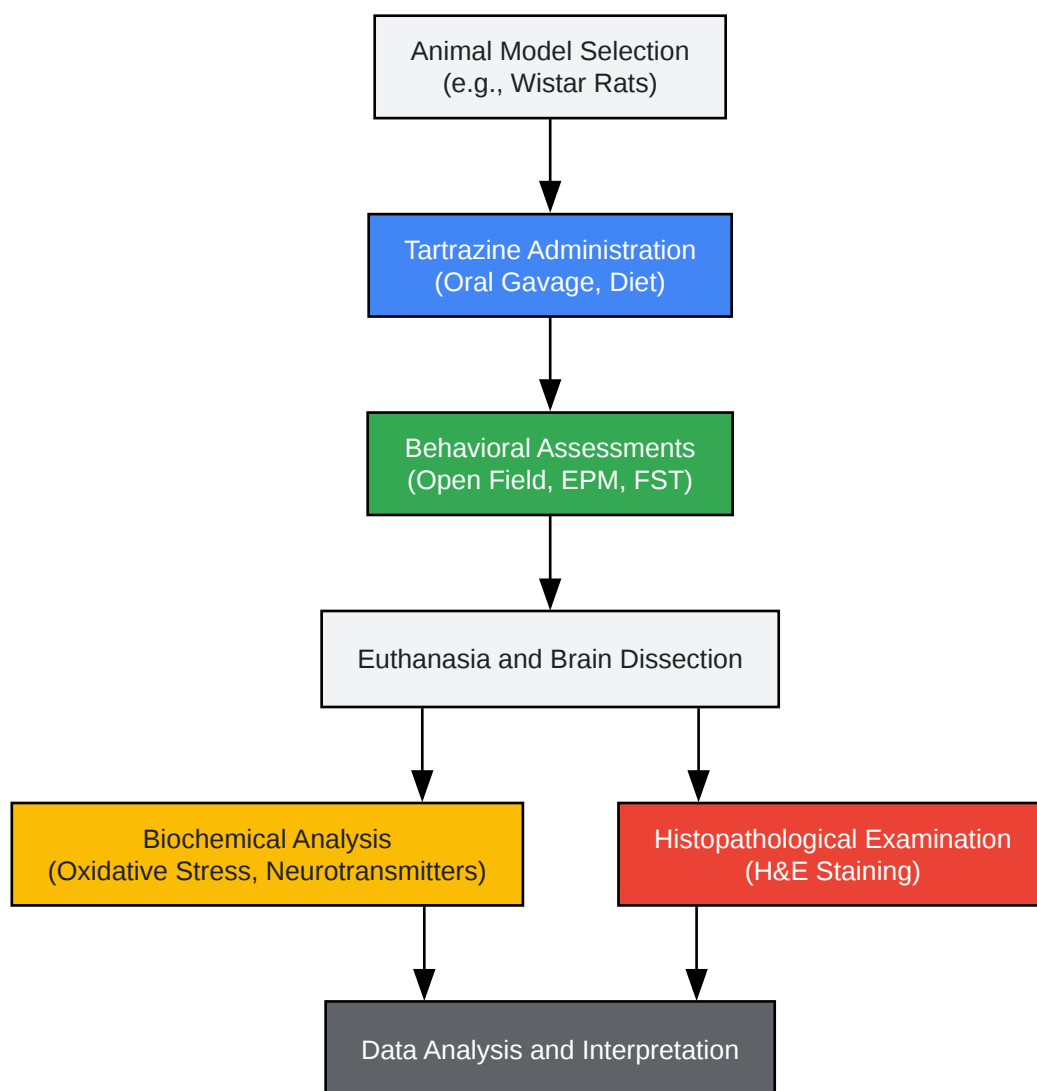 Animal Model Selection
(e.g., Wistar Rats)
Tartrazine Administration
(Oral Gavage, Diet)
Behavioral Assessments
(Open Field, EPM, FST)
Euthanasia and Brain Dissection
Biochemical Analysis
(Oxidative Stress, Neurotransmitters)
Histopathological Examination
(H&E Staining)
Data Analysis and Interpretation